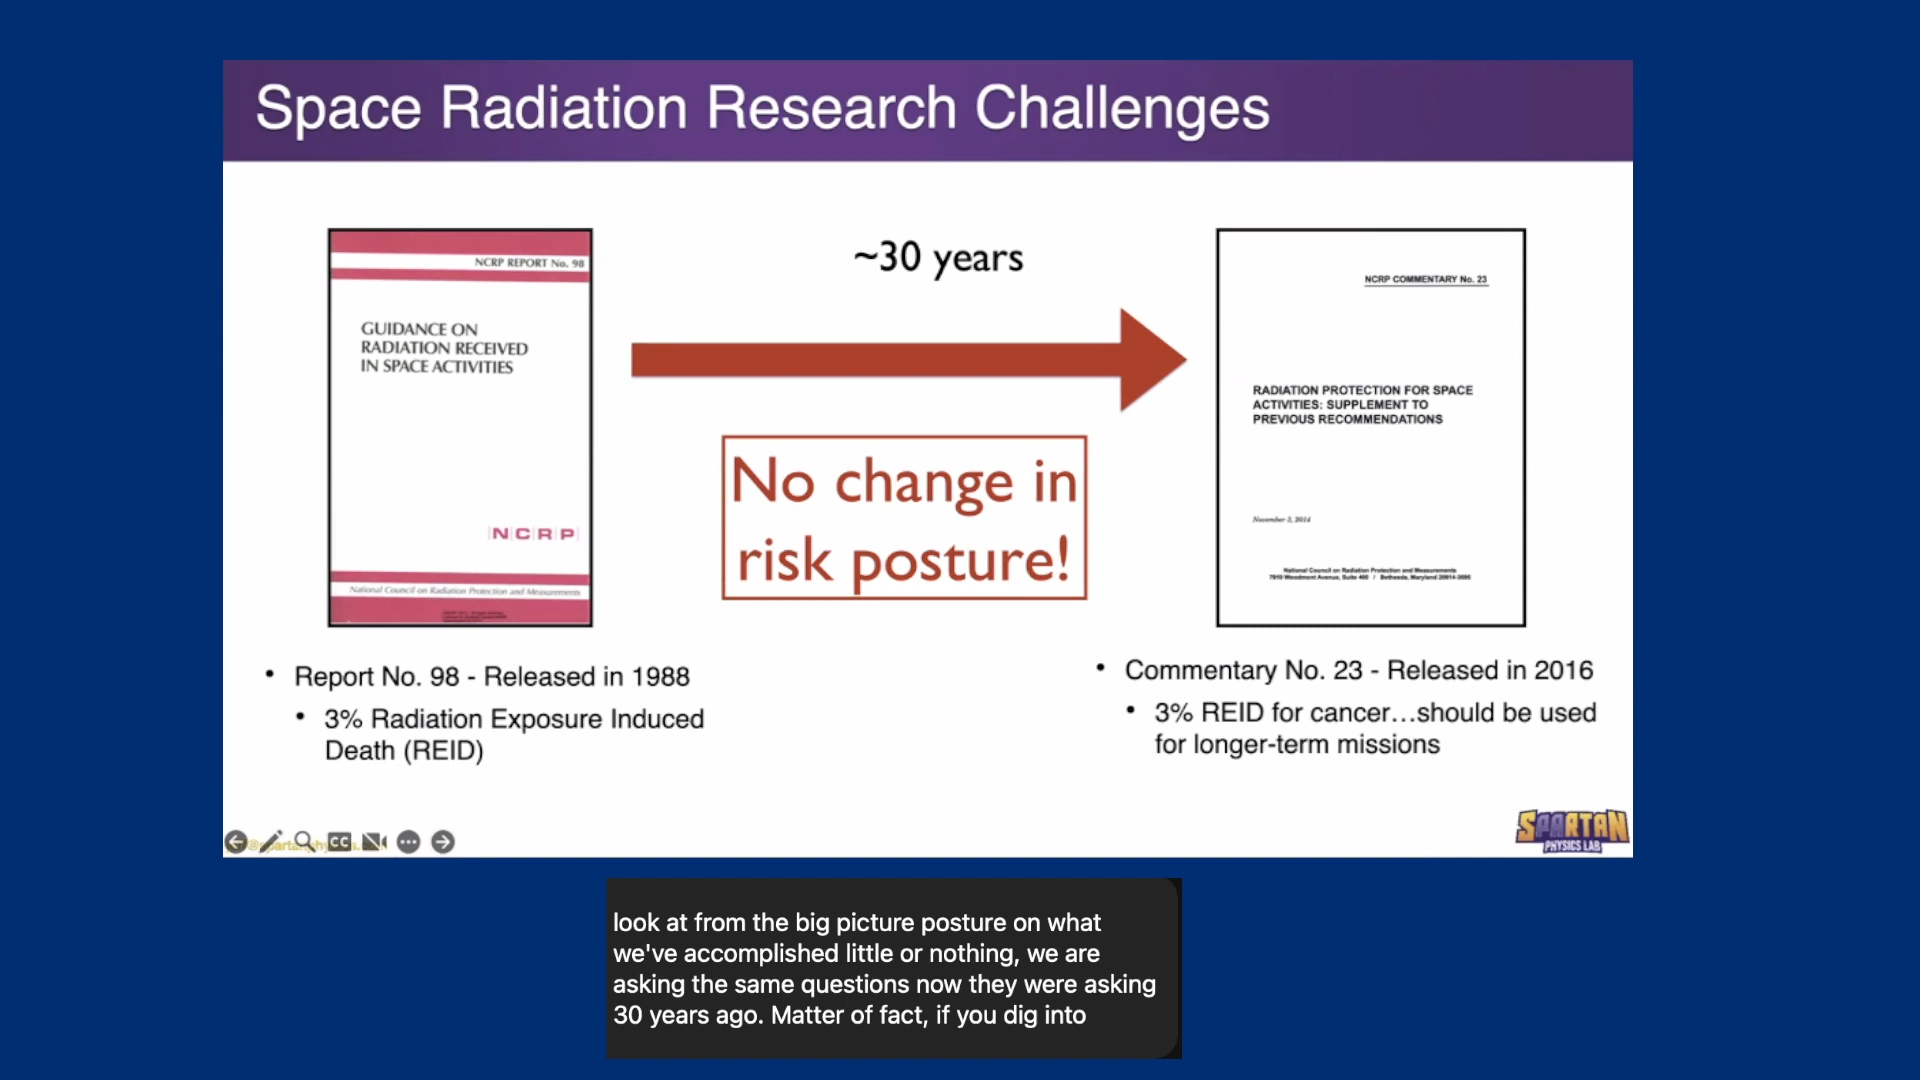 Space Radiation Research Challenges
NCRP REPORT No. 98
GUIDANCE ON
RADIATION RECEIVED
IN SPACE ACTIVITIES
NCRP
National Council on Radiation Protection and Measurements
~30 years
No change in
risk posture!
NCRP COMMENTARY No. 23
RADIATION PROTECTION FOR SPACE
ACTIVITIES: SUPPLEMENT TO
PREVIOUS RECOMMENDATIONS
November 3, 2014
National Council on Radiation Protection and Measurements
7910 Woodmont Avenue, Suite 400 / Bethesda, Maryland 20814-3095
• Report No. 98 - Released in 1988
• 3% Radiation Exposure Induced
Death (REID)
• Commentary No. 23 - Released in 2016
• 3% REID for cancer…should be used
for longer-term missions
CC
SPARTAN
PHYSICS LAB
look at from the big picture posture on what
we've accomplished little or nothing, we are
asking the same questions now they were asking
30 years ago. Matter of fact, if you dig into